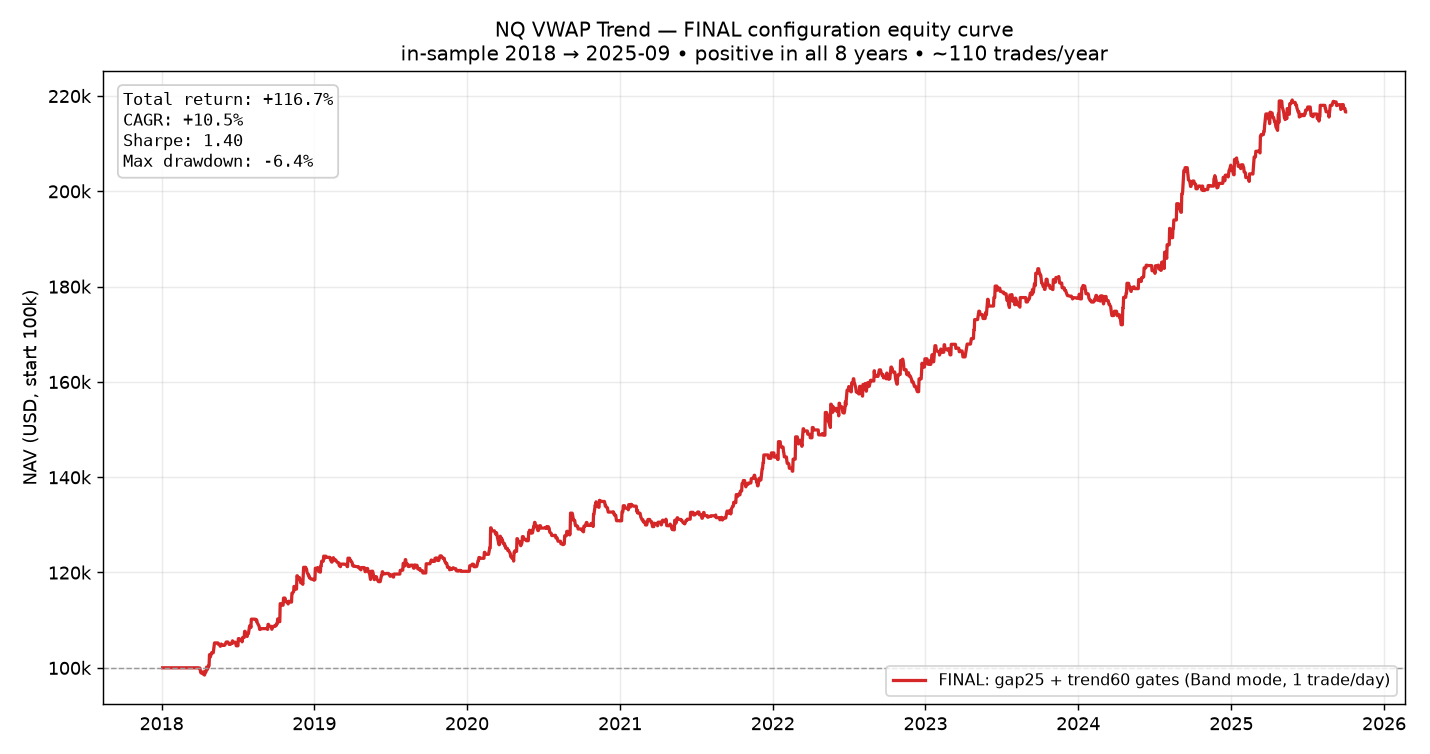 NQ VWAP Trend — FINAL configuration equity curve
in-sample 2018 → 2025-09 • positive in all 8 years • ~110 trades/year
Total return: +116.7%
CAGR: +10.5%
Sharpe: 1.40
Max drawdown: -6.4%
NAV (USD, start 100k)
220k
200k
180k
160k
140k
120k
100k
FINAL: gap25 + trend60 gates (Band mode, 1 trade/day)
2018 2019 2020 2021 2022 2023 2024 2025 2026